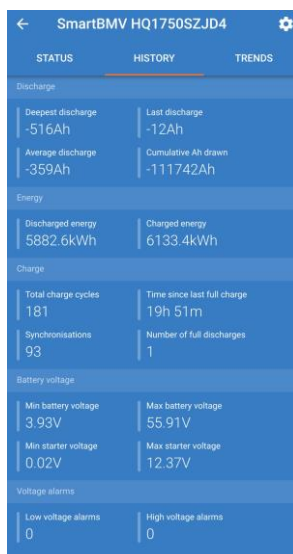 SmartBMV HQ1750SZJD4
STATUS HISTORY TRENDS
Discharge
Deepest discharge Last discharge
-516Ah -12Ah
Average discharge Cumulative Ah drawn
-359Ah -111742Ah
Energy
Discharged energy Charged energy
5882.6kWh 6133.4kWh
Charge
Total charge cycles Time since last full charge
181 19h 51m
Synchronisations Number of full discharges
93 1
Battery voltage
Min battery voltage Max battery voltage
3.93V 55.91V
Min starter voltage Max starter voltage
0.02V 12.37V
Voltage alarms
Low voltage alarms High voltage alarms
0 0